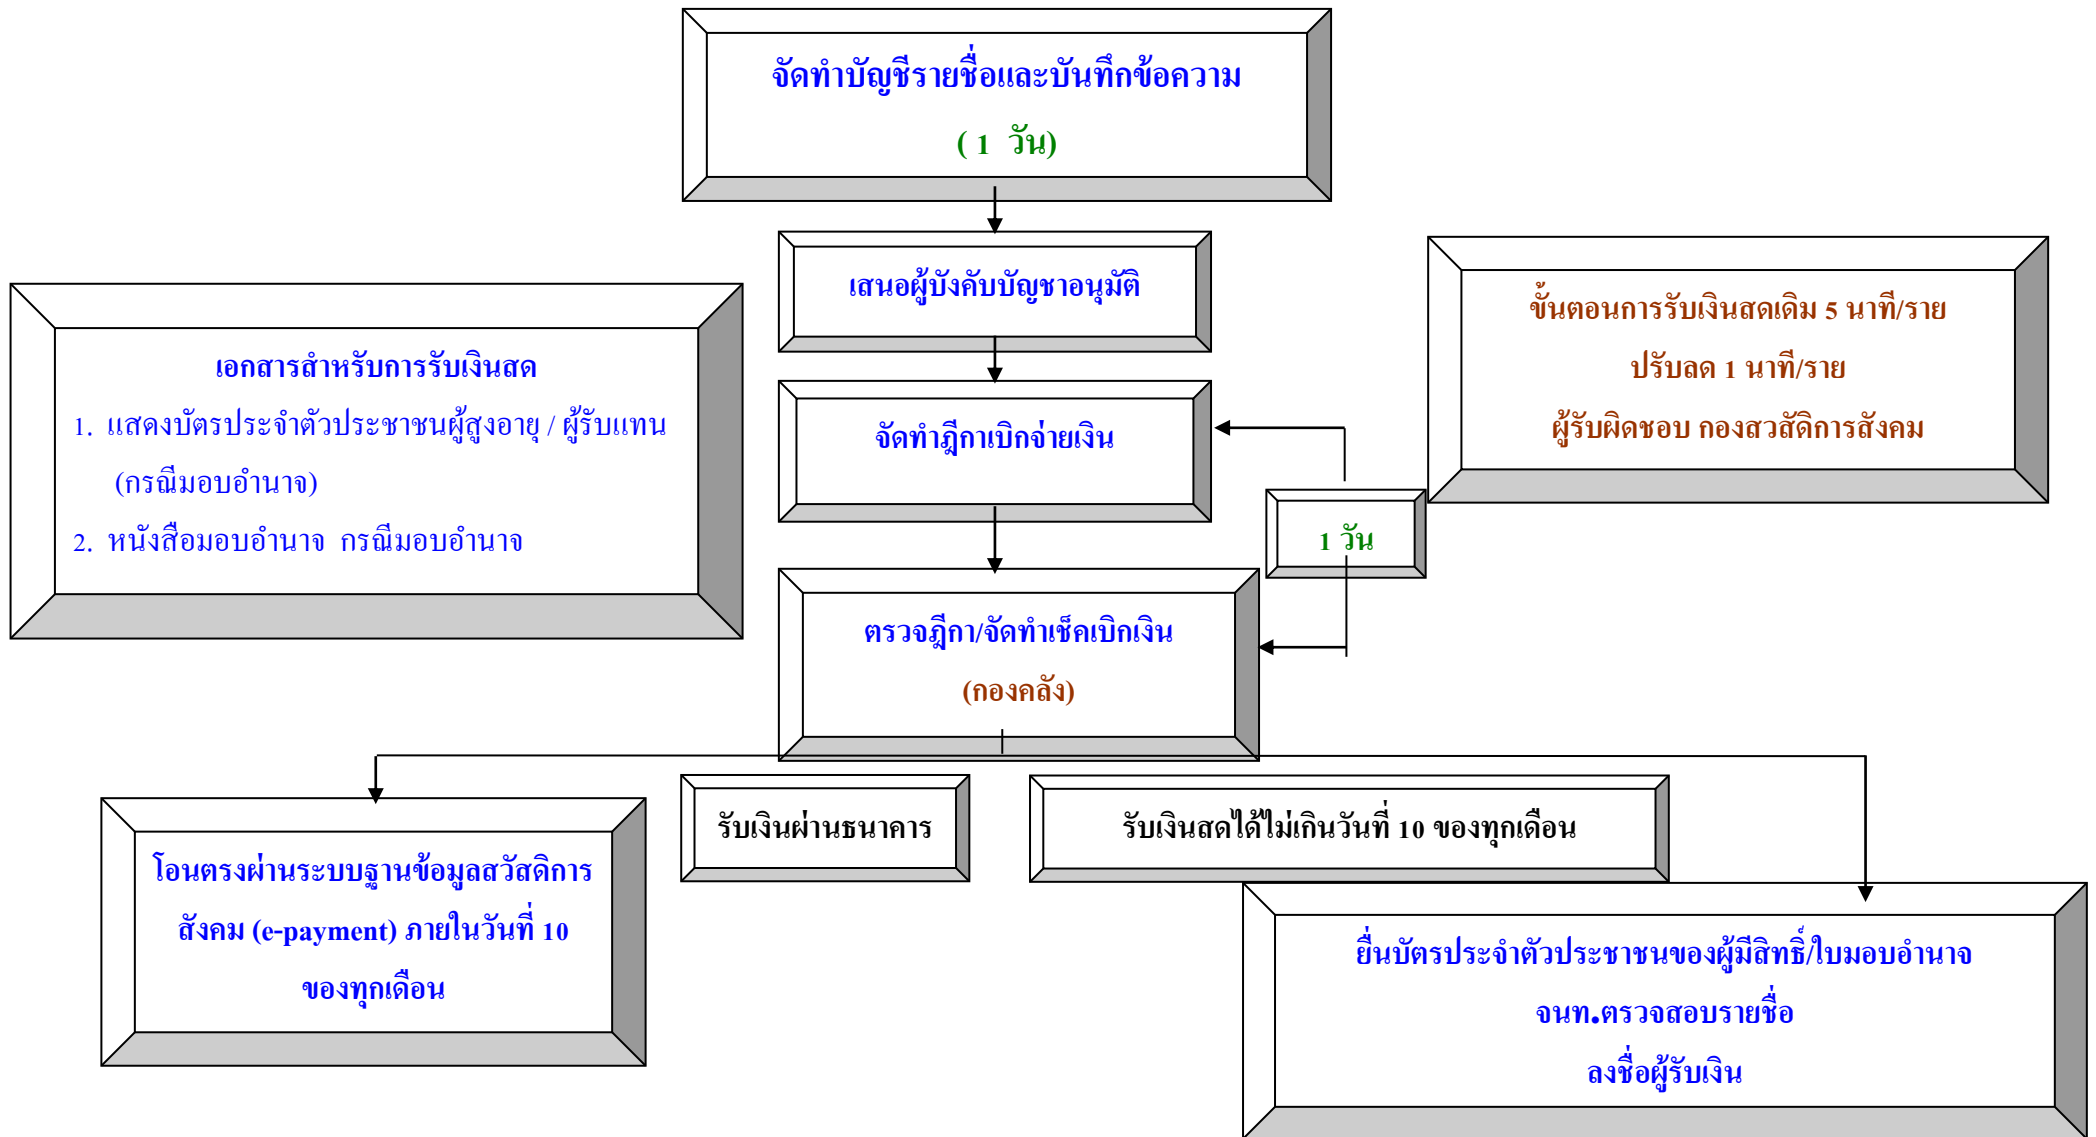 จัดทำบัญชีรายชื่อและบันทึกข้อความ
( 1 วัน)
เสนอผู้บังคับบัญชาอนุมัติ
ขั้นตอนการรับเงินสดเดิม 5 นาที/ราย
ปรับลด 1 นาที/ราย
ผู้รับผิดชอบ กองสวสัดิการสังคม
เอกสารสำหรับการรับเงินสด
1. แสดงบัตรประจำตัวประชาชนผู้สูงอายุ / ผู้รับแทน
(กรณีมอบอำนาจ)
2. หนังสือมอบอำนาจ กรณีมอบอำนาจ
จัดทำฎีกาเบิกจ่ายเงิน
1 วัน
ตรวจฎีกา/จัดทำเช็คเบิกเงิน
(กองคลัง)
รับเงินผ่านธนาคาร
รับเงินสดได้ไม่เกินวันที่ 10 ของทุกเดือน
โอนตรงผ่านระบบฐานข้อมูลสวัสดิการ
สังคม (e-payment) ภายในวันที่ 10
ของทุกเดือน
ยื่นบัตรประจำตัวประชาชนของผู้มีสิทธิ์/ใบมอบอำนาจ
จนท.ตรวจสอบรายชื่อ
ลงชื่อผู้รับเงิน